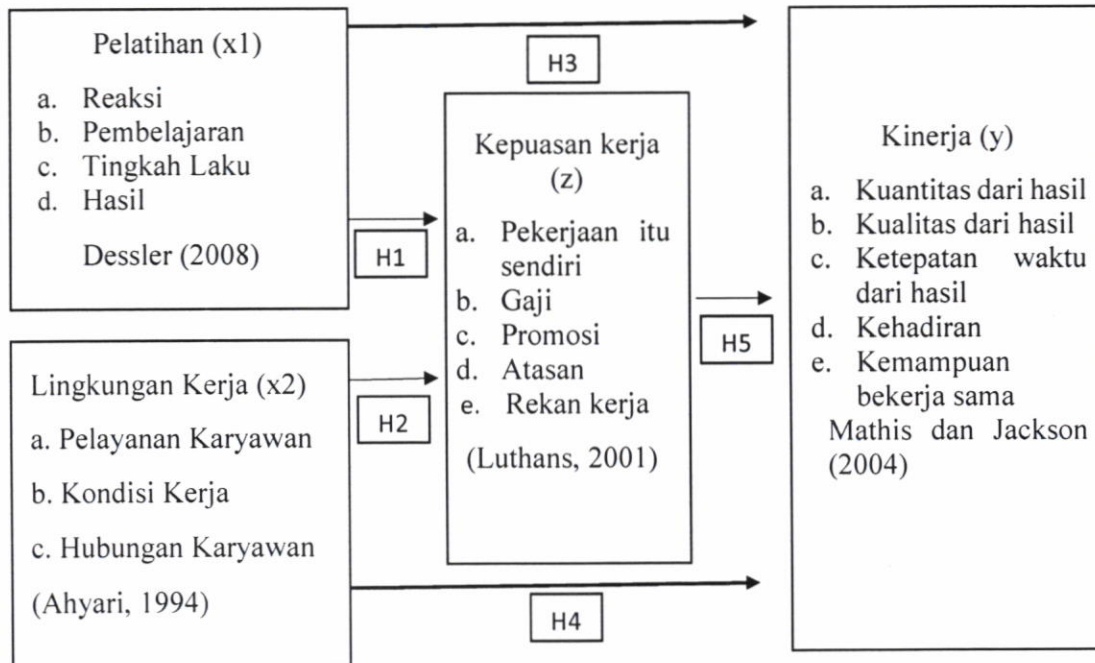 Pelatihan (x1)
a. Reaksi
b. Pembelajaran
c. Tingkah Laku
d. Hasil
Dessler (2008)
H3
H1
Lingkungan Kerja (x2)
a. Pelayanan Karyawan
b. Kondisi Kerja
c. Hubungan Karyawan
(Ahyari, 1994)
H2
Kepuasan kerja
(z)
a. Pekerjaan itu
sendiri
b. Gaji
c. Promosi
d. Atasan
e. Rekan kerja
(Luthans, 2001)
H5
H4
Kinerja (y)
a. Kuantitas dari hasil
b. Kualitas dari hasil
c. Ketepatan waktu
dari hasil
d. Kehadiran
e. Kemampuan
bekerja sama
Mathis dan Jackson
(2004)